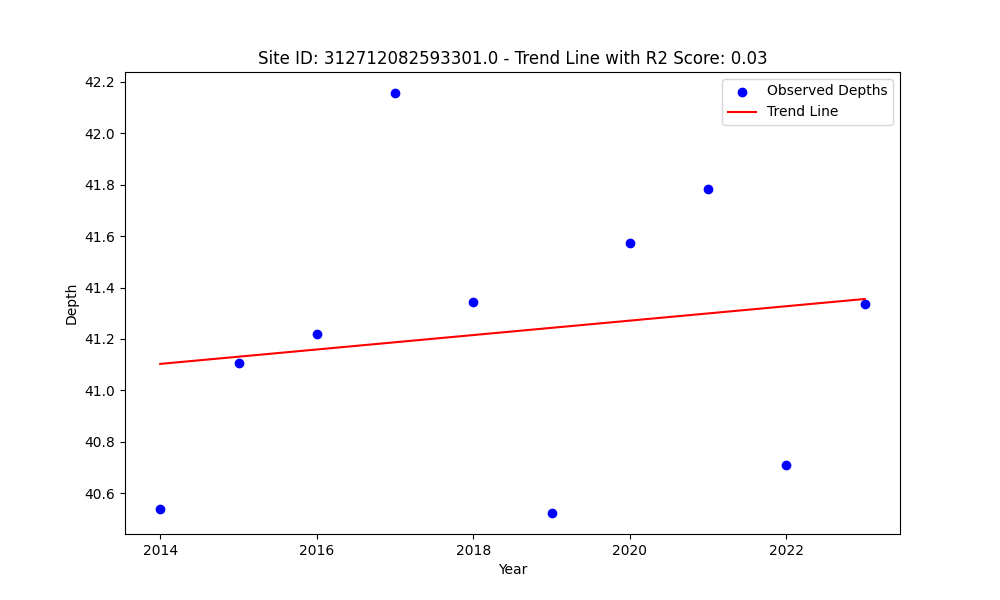 Site ID: 312712082593301.0 - Trend Line with R2 Score: 0.03
Observed Depths
Trend Line
42.2
42.0
41.8
41.6
41.4
41.2
41.0
40.8
40.6
Depth
2014
2016
2018
2020
2022
Year